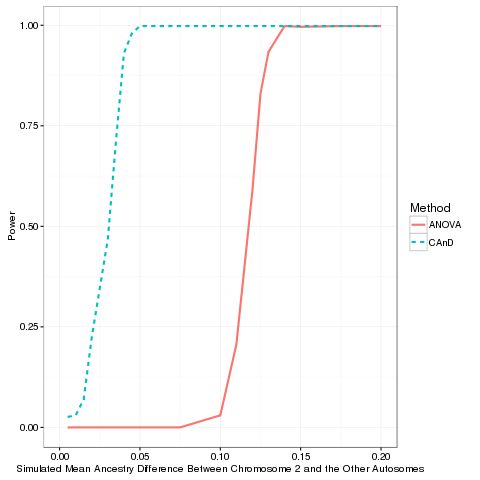 1.00
0.75
0.50
0.25
0.00
Power
0.00 0.05 0.10 0.15 0.20
Simulated Mean Ancestry Difference Between Chromosome 2 and the Other Autosomes
Method
ANOVA
CAnD